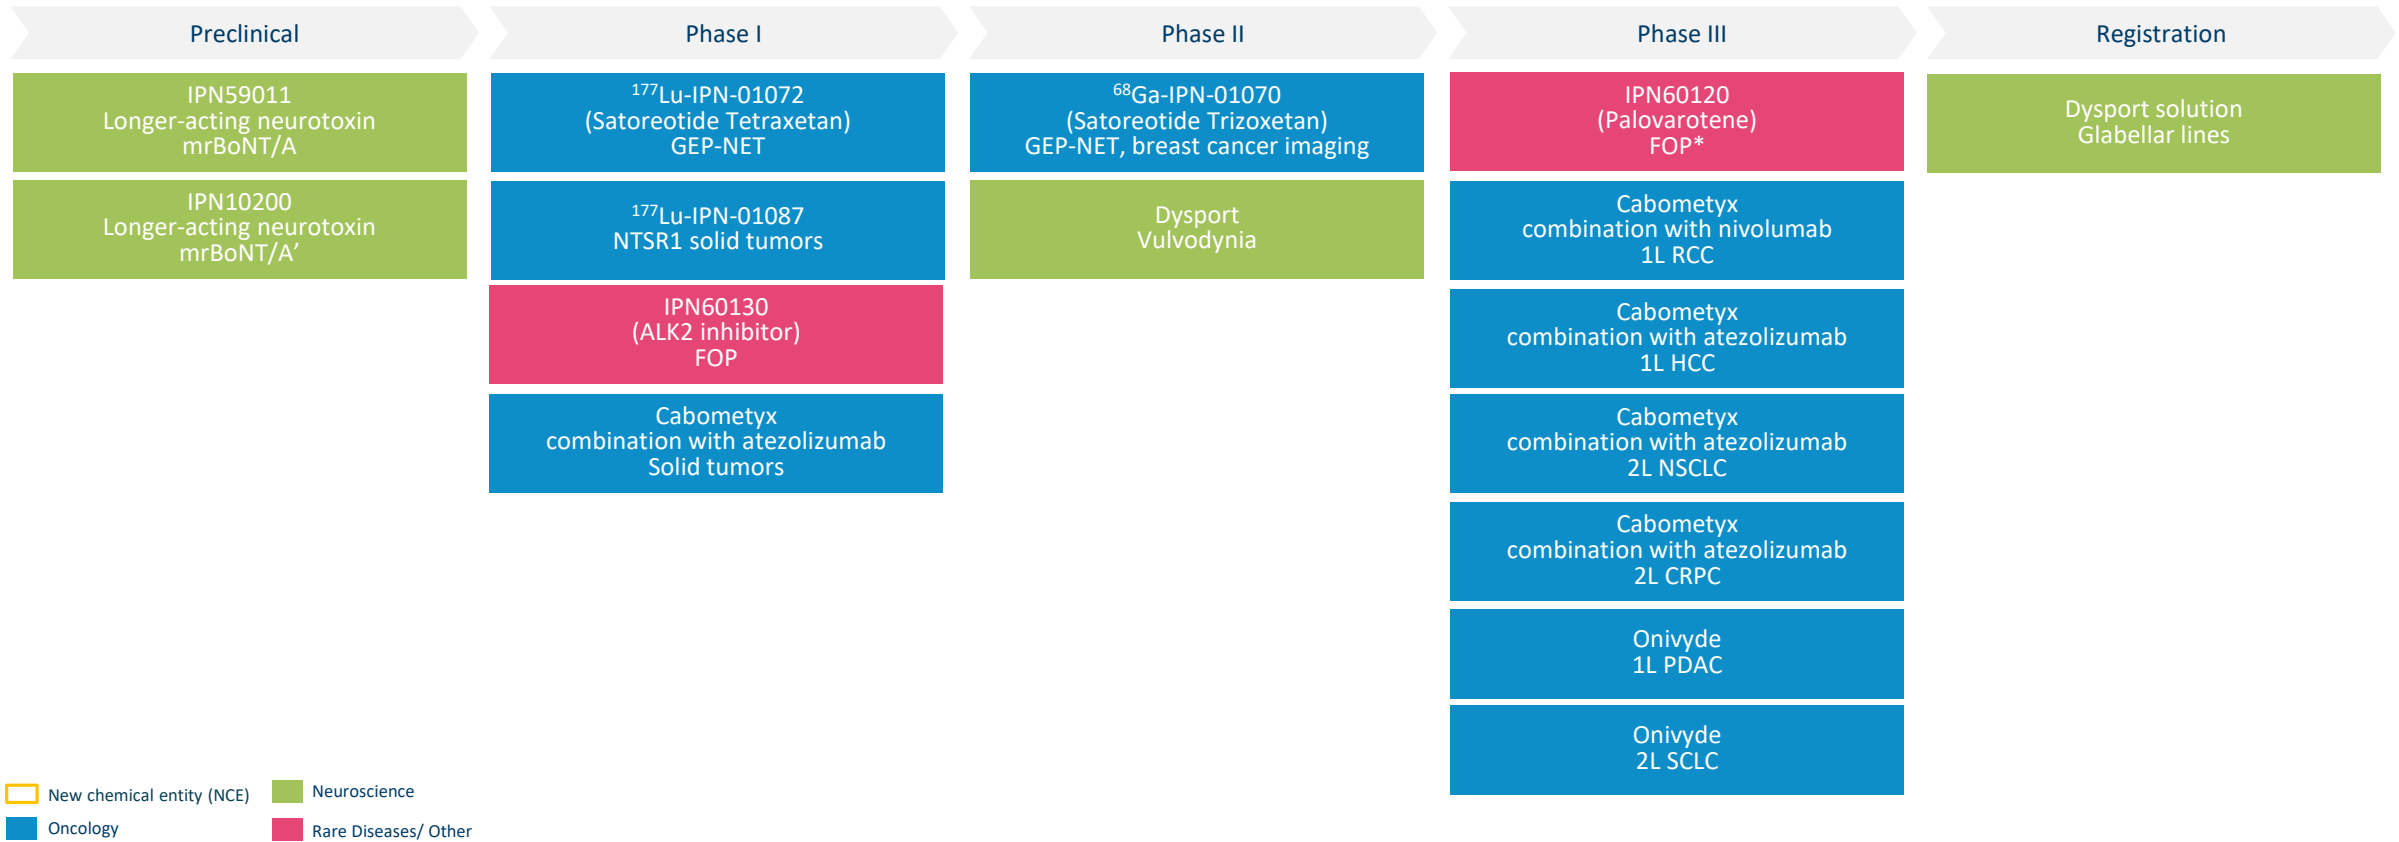 Preclinical
Phase I
Phase II
Phase III
Registration
IPN59011
Longer-acting neurotoxin
mrBoNT/A
IPN10200
Longer-acting neurotoxin
mrBoNT/A’
¹⁷⁷Lu-IPN-01072
(Satoreotide Tetraxetan)
GEP-NET
¹⁷⁷Lu-IPN-01087
NTSR1 solid tumors
IPN60130
(ALK2 inhibitor)
FOP
Cabometyx
combination with atezolizumab
Solid tumors
⁶⁸Ga-IPN-01070
(Satoreotide Trizoxetan)
GEP-NET, breast cancer imaging
Dysport
Vulvodynia
IPN60120
(Palovarotene)
FOP*
Cabometyx
combination with nivolumab
1L RCC
Cabometyx
combination with atezolizumab
1L HCC
Cabometyx
combination with atezolizumab
2L NSCLC
Cabometyx
combination with atezolizumab
2L CRPC
Onivyde
1L PDAC
Onivyde
2L SCLC
Dysport solution
Glabellar lines
New chemical entity (NCE)
Neuroscience
Oncology
Rare Diseases/ Other